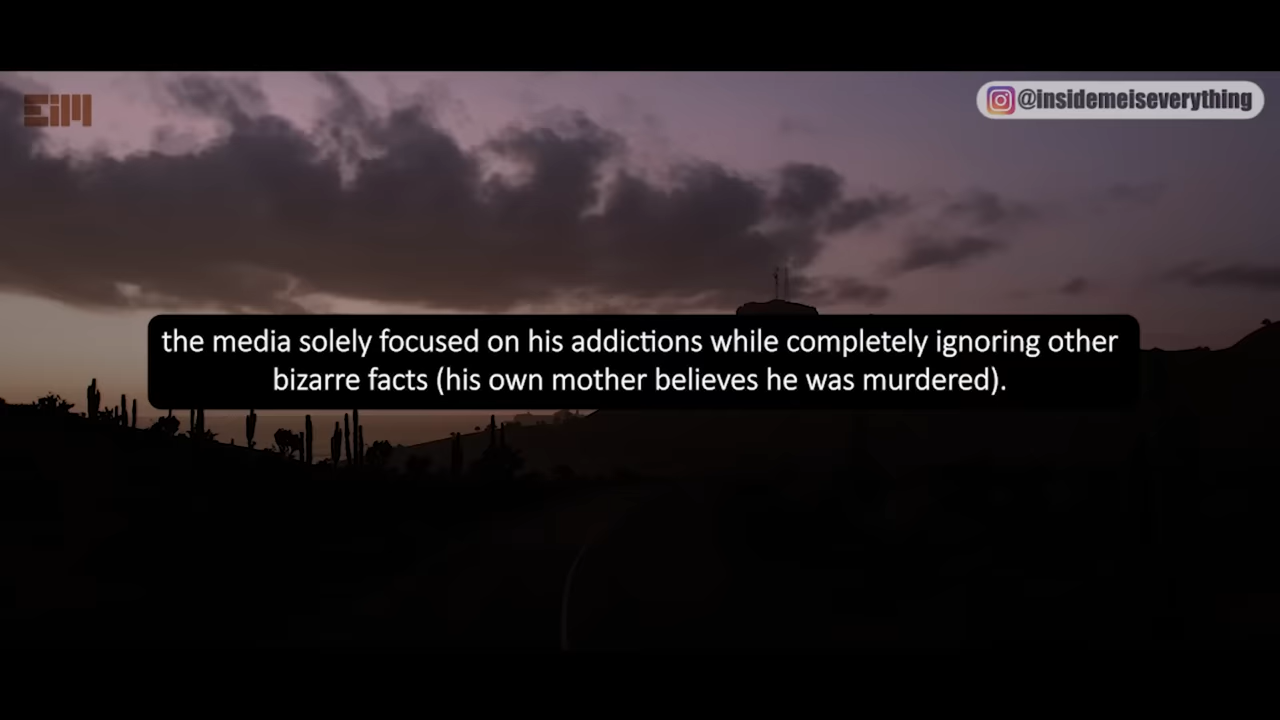 EiM
@insidemeiseverything
the media solely focused on his addictions while completely ignoring other
bizarre facts (his own mother believes he was murdered).